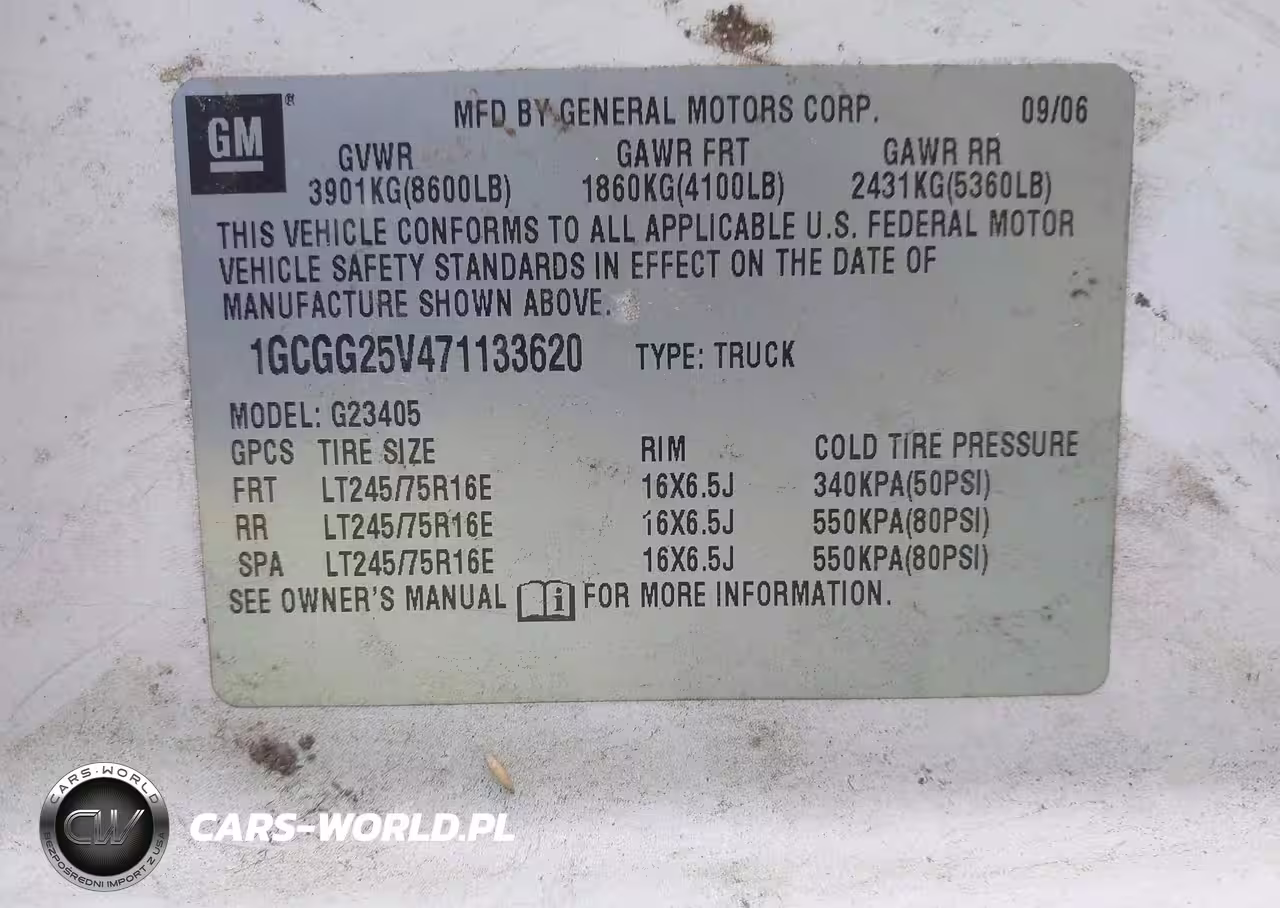 GM ®
MFD BY GENERAL MOTORS CORP. 09/06
GVWR GAWR FRT GAWR RR
3901KG(8600LB) 1860KG(4100LB) 2431KG(5360LB)
THIS VEHICLE CONFORMS TO ALL APPLICABLE U.S. FEDERAL MOTOR
VEHICLE SAFETY STANDARDS IN EFFECT ON THE DATE OF
MANUFACTURE SHOWN ABOVE.
1GCGG25V471133620 TYPE: TRUCK
MODEL: G23405
GPCS TIRE SIZE RIM COLD TIRE PRESSURE
FRT LT245/75R16E 16X6.5J 340KPA(50PSI)
RR LT245/75R16E 16X6.5J 550KPA(80PSI)
SPA LT245/75R16E 16X6.5J 550KPA(80PSI)
SEE OWNER'S MANUAL i FOR MORE INFORMATION.
CARS-WORLD
CW
BEZPOŚREDNI IMPORT Z USA
CARS-WORLD.PL